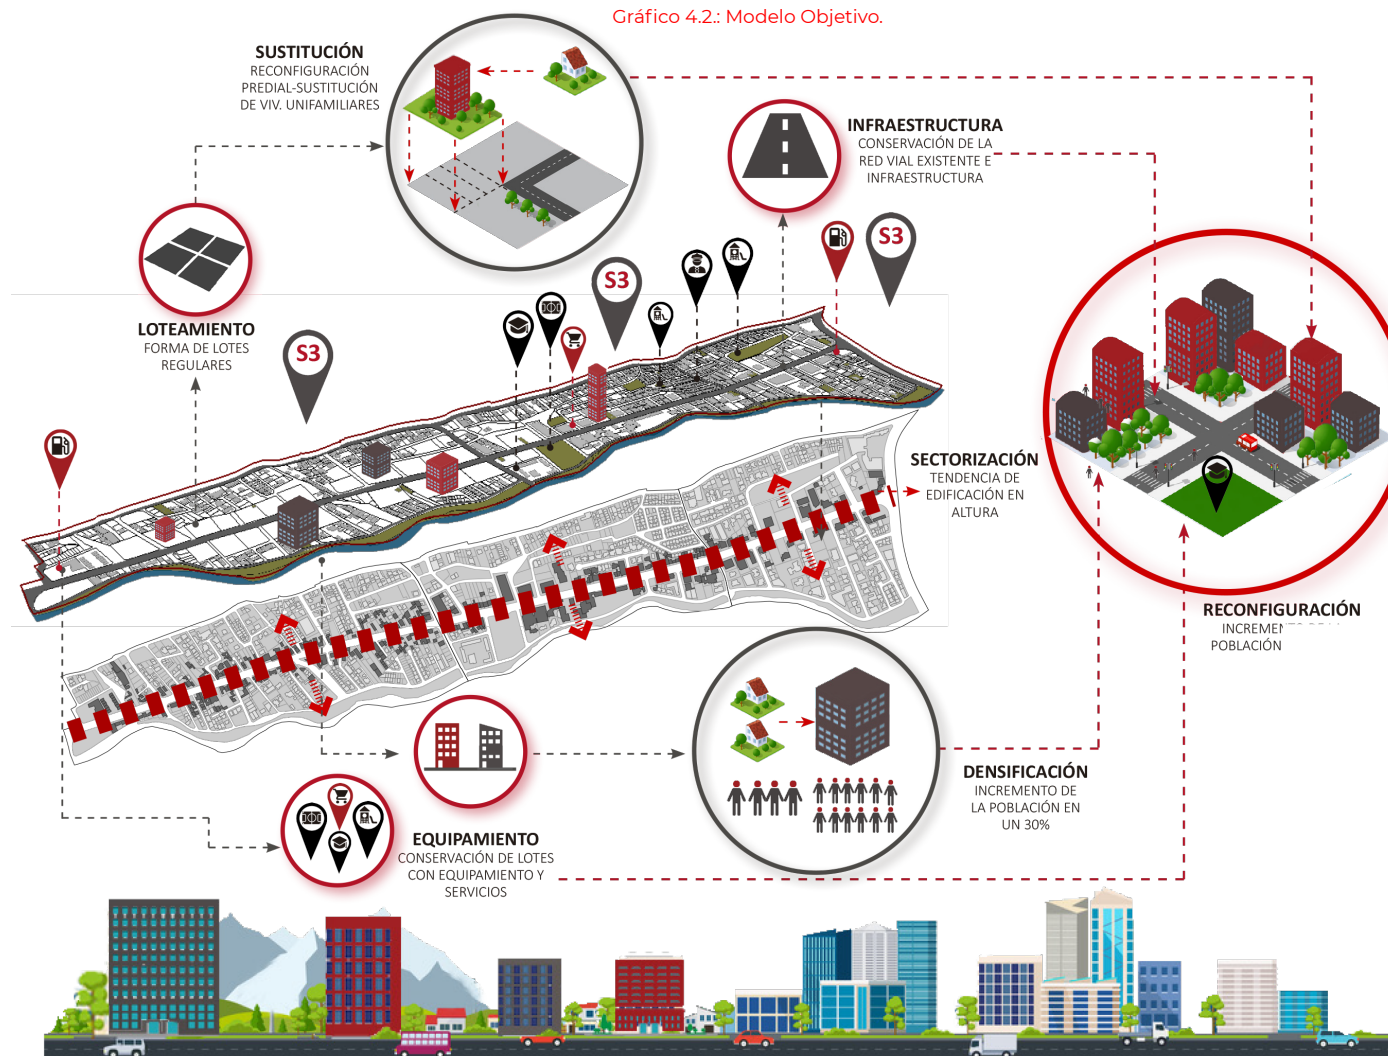 Gráfico 4.2.: Modelo Objetivo.
SUSTITUCIÓN
RECONFIGURACIÓN
PREDIAL-SUSTITUCIÓN
DE VIV. UNIFAMILIARES
INFRAESTRUCTURA
CONSERVACIÓN DE LA
RED VIAL EXISTENTE E
INFRAESTRUCTURA
S3
S3
S3
LOTEAMIENTO
FORMA DE LOTES
REGULARES
SECTORIZACIÓN
TENDENCIA DE
EDIFICACIÓN EN
ALTURA
RECONFIGURACIÓN
POBLACIÓN
DENSIFICACIÓN
INCREMENTO DE
LA POBLACIÓN EN
UN 30%
EQUIPAMIENTO
CONSERVACIÓN DE LOTES
CON EQUIPAMIENTO Y
SERVICIOS